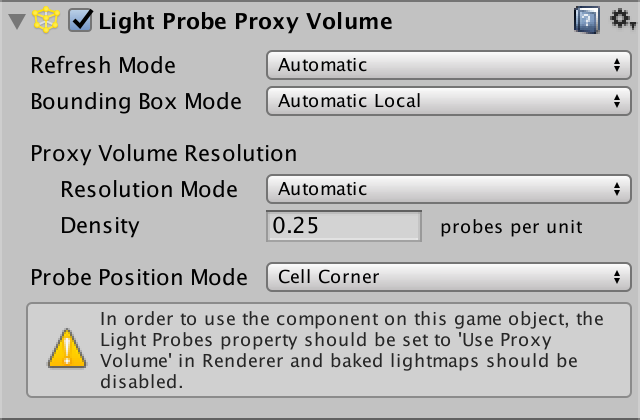 Light Probe Proxy Volume
Refresh Mode Automatic
Bounding Box Mode Automatic Local
Proxy Volume Resolution
Resolution Mode Automatic
Density 0.25 probes per unit
Probe Position Mode Cell Corner
In order to use the component on this game object, the
Light Probes property should be set to 'Use Proxy
Volume' in Renderer and baked lightmaps should be
disabled.